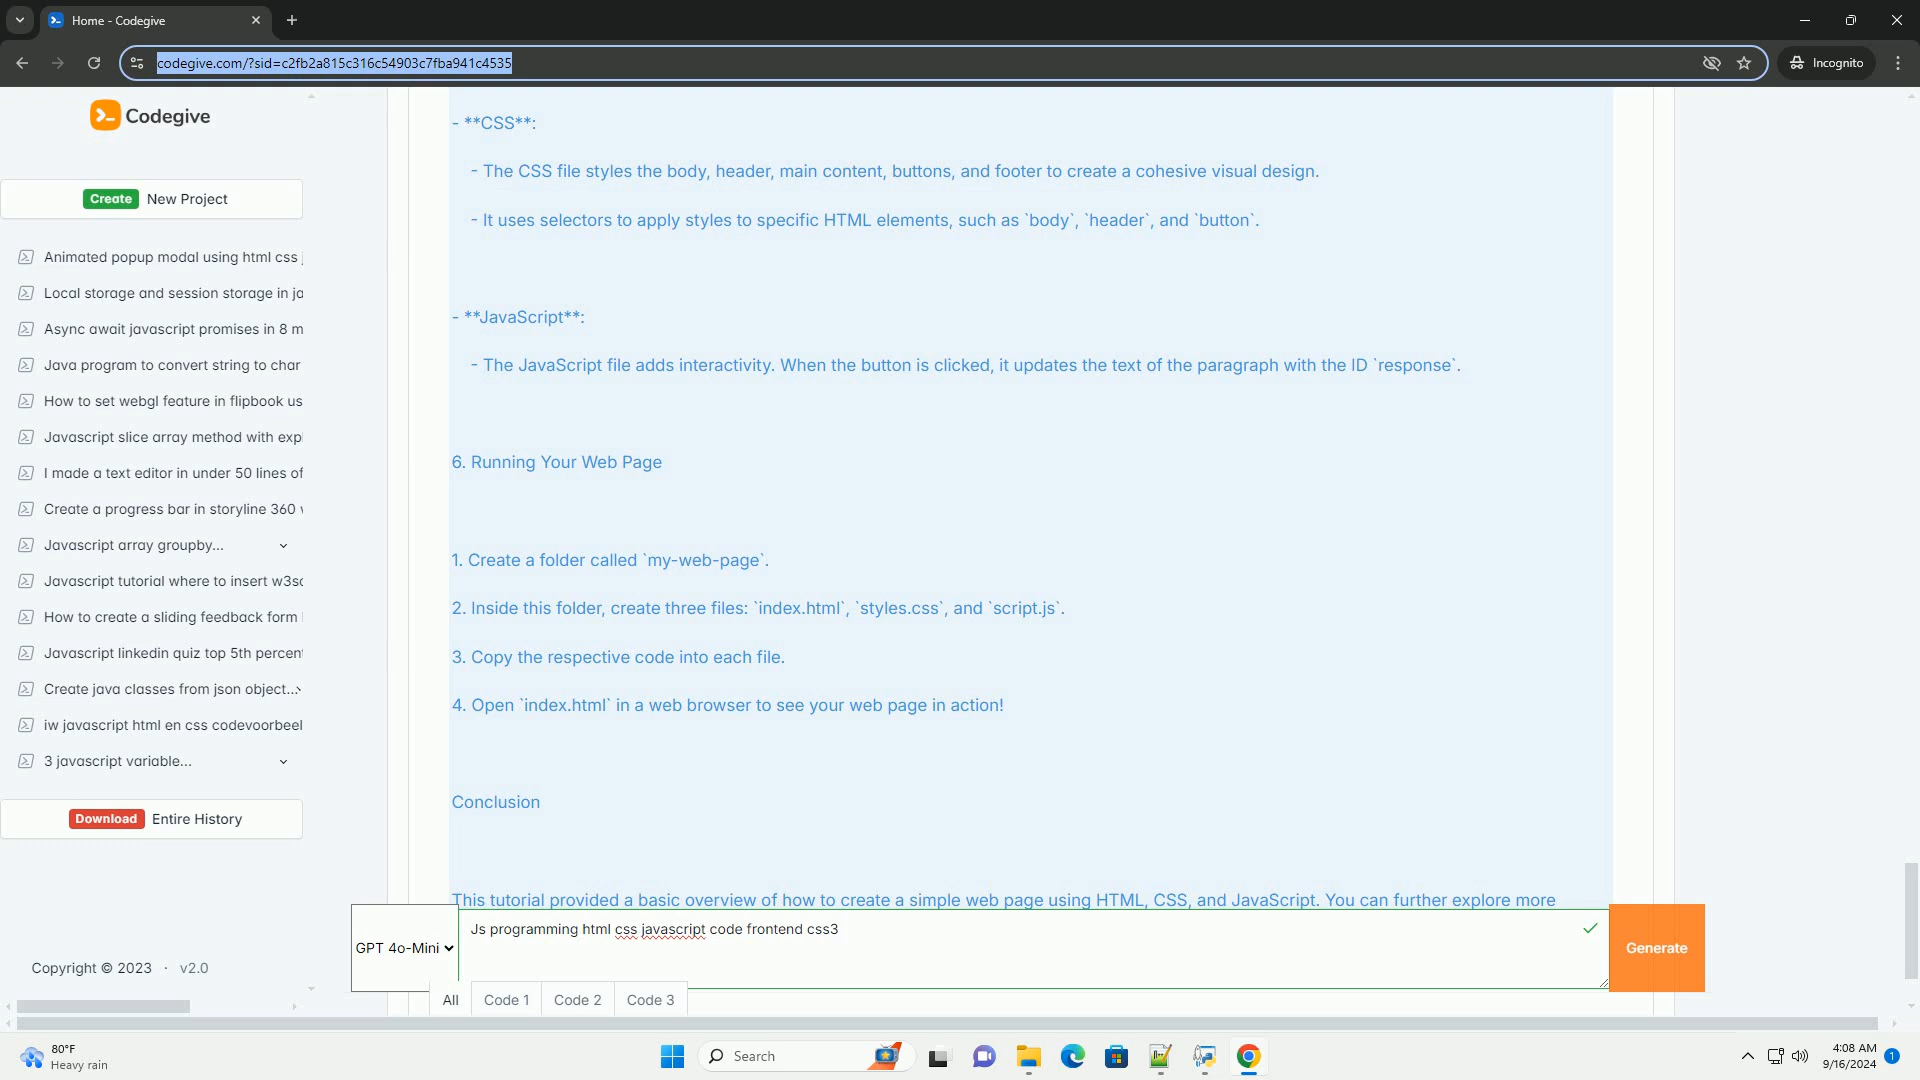 Home - Codegive
codegive.com/?sid=c2fb2a815c316c54903c7fba941c4535
Incognito
Codegive
Create New Project
Animated popup modal using html css j
Local storage and session storage in ja
Async await javascript promises in 8 m
Java program to convert string to char
How to set webgl feature in flipbook us
Javascript slice array method with expl
I made a text editor in under 50 lines of
Create a progress bar in storyline 360 v
Javascript array groupby...
Javascript tutorial where to insert w3sc
How to create a sliding feedback form
Javascript linkedin quiz top 5th percent
Create java classes from json object...
iw javascript html en css codevoorbeel
3 javascript variable...
Download Entire History
Copyright © 2023 · v2.0
- **CSS**:
- The CSS file styles the body, header, main content, buttons, and footer to create a cohesive visual design.
- It uses selectors to apply styles to specific HTML elements, such as `body`, `header`, and `button`.
- **JavaScript**:
- The JavaScript file adds interactivity. When the button is clicked, it updates the text of the paragraph with the ID `response`.
6. Running Your Web Page
1. Create a folder called `my-web-page`.
2. Inside this folder, create three files: `index.html`, `styles.css`, and `script.js`.
3. Copy the respective code into each file.
4. Open `index.html` in a web browser to see your web page in action!
Conclusion
This tutorial provided a basic overview of how to create a simple web page using HTML, CSS, and JavaScript. You can further explore more
GPT 4o-Mini
Js programming html css javascript code frontend css3
Generate
All Code 1 Code 2 Code 3
80°F
Heavy rain
Search
4:08 AM
9/16/2024
1